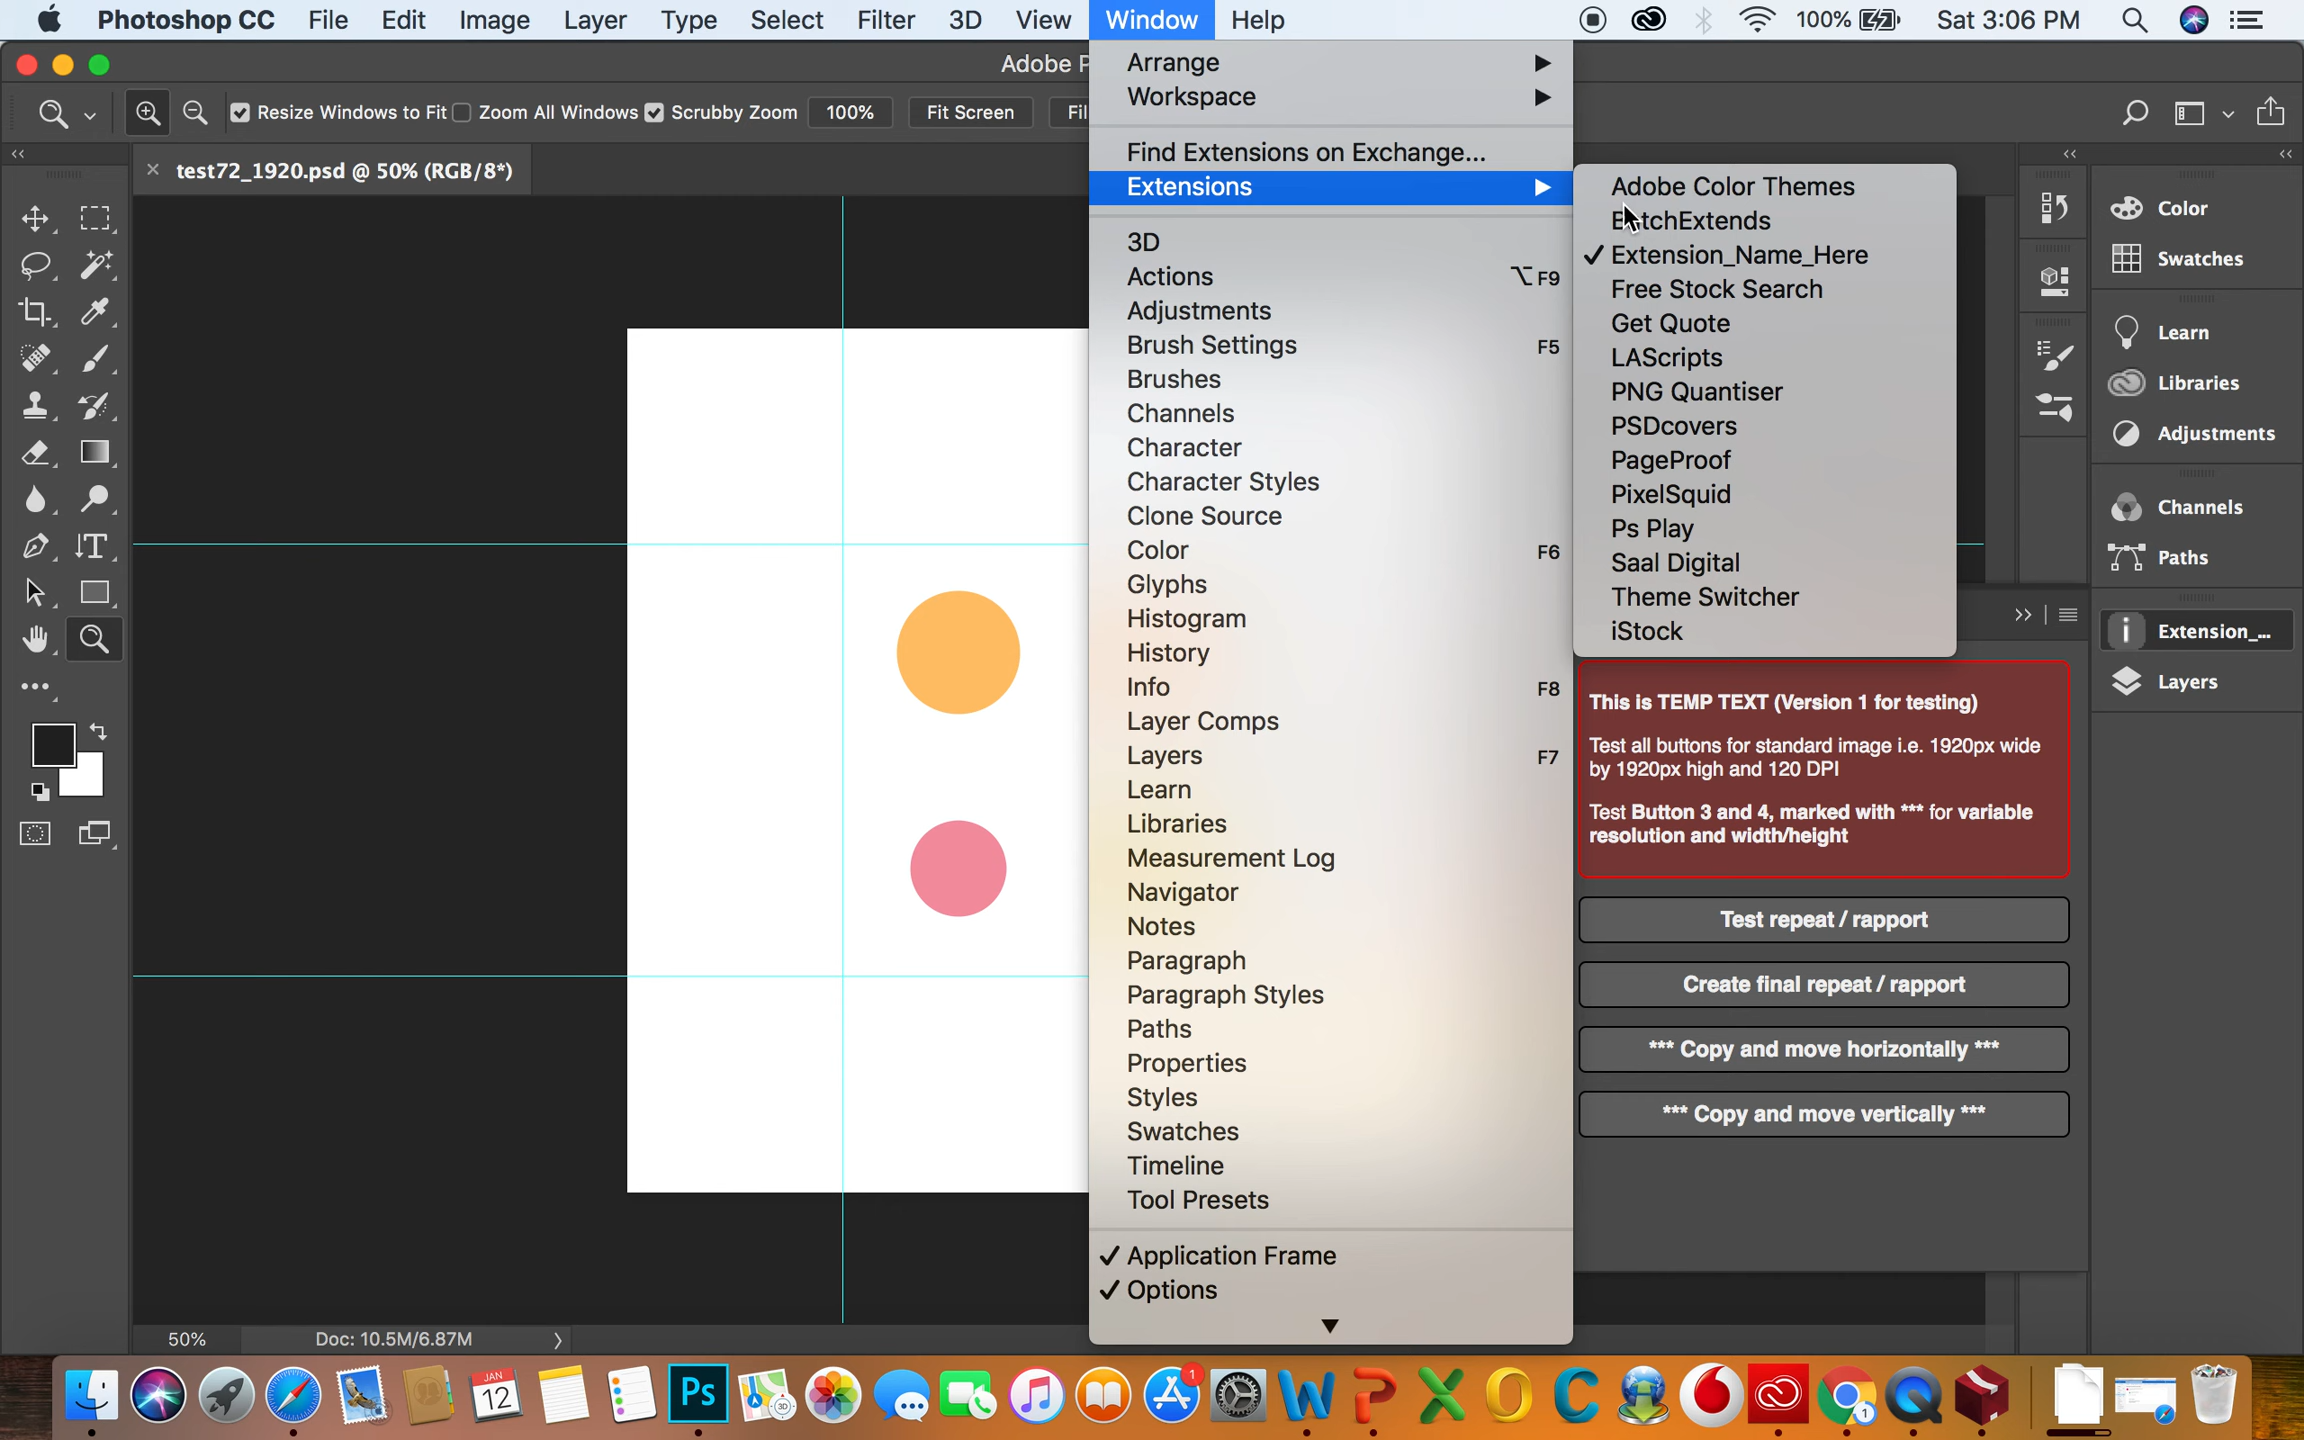 Photoshop CC File Edit Image Layer Type Select Filter 3D View Window Help 100% Sat 3:06 PM
Adobe P
Resize Windows to Fit Zoom All Windows Scrubby Zoom 100% Fit Screen Fil
test72_1920.psd @ 50% (RGB/8*)
Arrange
Workspace
Find Extensions on Exchange...
Extensions
3D
Actions ⌥F9
Adjustments
Brush Settings F5
Brushes
Channels
Character
Character Styles
Clone Source
Color F6
Glyphs
Histogram
History
Info F8
Layer Comps
Layers F7
Learn
Libraries
Measurement Log
Navigator
Notes
Paragraph
Paragraph Styles
Paths
Properties
Styles
Swatches
Timeline
Tool Presets
✓ Application Frame
✓ Options
Adobe Color Themes
BatchExtends
✓ Extension_Name_Here
Free Stock Search
Get Quote
LAScripts
PNG Quantiser
PSDcovers
PageProof
PixelSquid
Ps Play
Saal Digital
Theme Switcher
iStock
This is TEMP TEXT (Version 1 for testing)
Test all buttons for standard image i.e. 1920px wide
by 1920px high and 120 DPI
Test Button 3 and 4, marked with *** for variable
resolution and width/height
Test repeat / rapport
Create final repeat / rapport
*** Copy and move horizontally ***
*** Copy and move vertically ***
Color
Swatches
Learn
Libraries
Adjustments
Channels
Paths
Extension_...
Layers
50% Doc: 10.5M/6.87M
JAN
12
Ps
3D
1
W
P
X
O
C
1